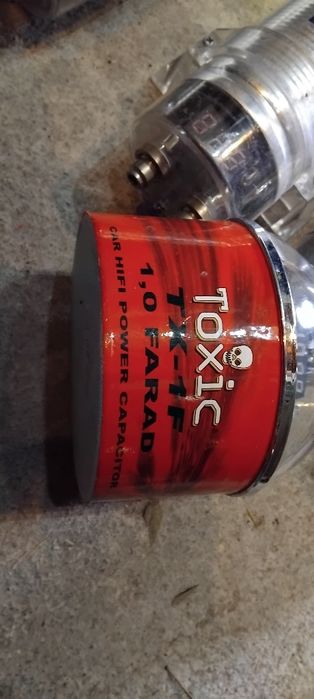 Toxic
TX-1F
1,0 FARAD
CAR HIFI POWER CAPACITOR